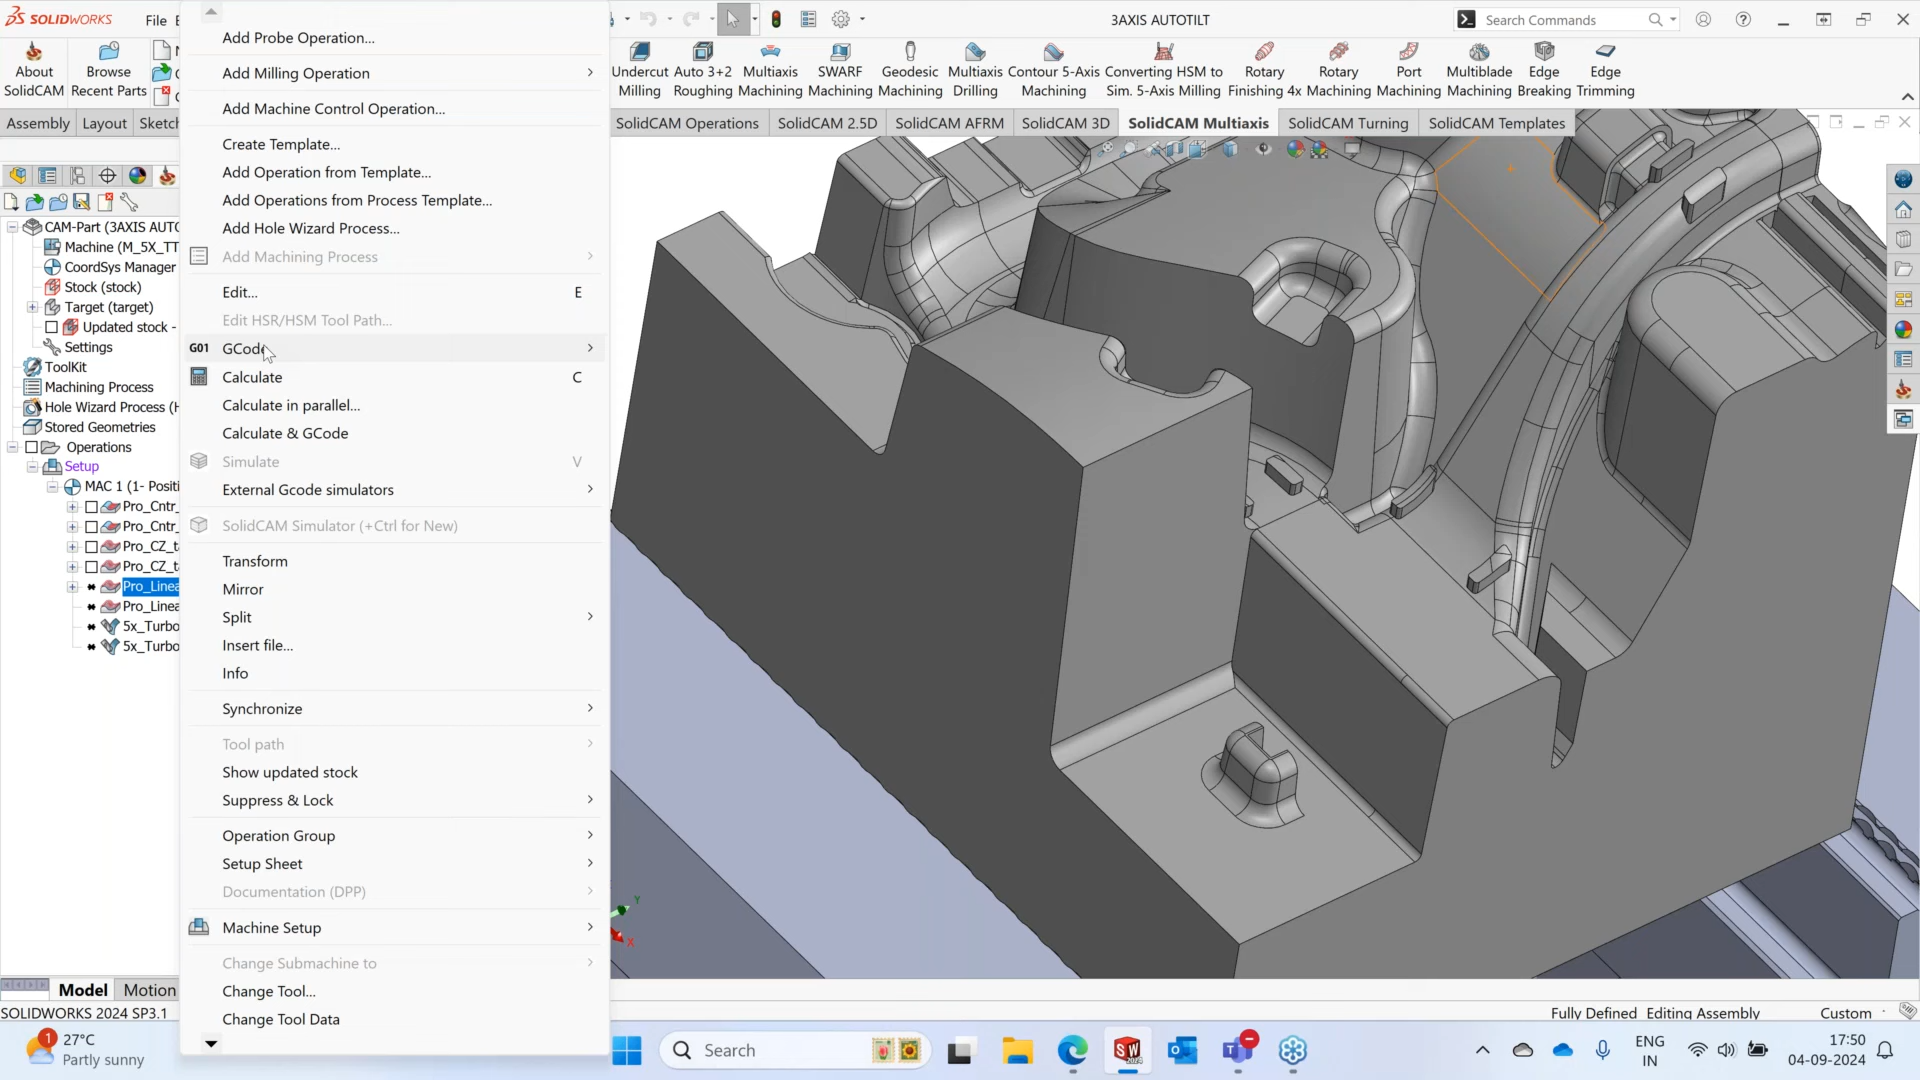 SOLIDWORKS
File
3AXIS AUTOTILT
Search Commands
About SolidCAM
Browse Recent Parts
Undercut Milling
Auto 3+2 Roughing
Multiaxis Machining
SWARF Machining
Geodesic Machining
Multiaxis Drilling
Contour 5-Axis Machining
Converting HSM to Sim. 5-Axis Milling
Rotary Finishing 4x
Rotary Machining
Port Machining
Multiblade Machining
Edge Breaking
Edge Trimming
Assembly
Layout
Sketch
SolidCAM Operations
SolidCAM 2.5D
SolidCAM AFRM
SolidCAM 3D
SolidCAM Multiaxis
SolidCAM Turning
SolidCAM Templates
CAM-Part (3AXIS AUTO
Machine (M_5X_TT
CoordSys Manager
Stock (stock)
Target (target)
Updated stock -
Settings
ToolKit
Machining Process
Hole Wizard Process (H
Stored Geometries
Operations
Setup
MAC 1 (1- Positi
Pro_Cntr_
Pro_Cntr_
Pro_CZ_t
Pro_CZ_t
Pro_Linea
Pro_Linea
5x_Turbo
5x_Turbo
Add Probe Operation...
Add Milling Operation
Add Machine Control Operation...
Create Template...
Add Operation from Template...
Add Operations from Process Template...
Add Hole Wizard Process...
Add Machining Process
Edit... E
Edit HSR/HSM Tool Path...
G01 GCode
Calculate C
Calculate in parallel...
Calculate & GCode
Simulate V
External Gcode simulators
SolidCAM Simulator (+Ctrl for New)
Transform
Mirror
Split
Insert file...
Info
Synchronize
Tool path
Show updated stock
Suppress & Lock
Operation Group
Setup Sheet
Documentation (DPP)
Machine Setup
Change Submachine to
Change Tool...
Change Tool Data
Y
X
Model
Motion
SOLIDWORKS 2024 SP3.1
Fully Defined
Editing Assembly
Custom
1
27°C
Partly sunny
Search
ENG
IN
17:50
04-09-2024